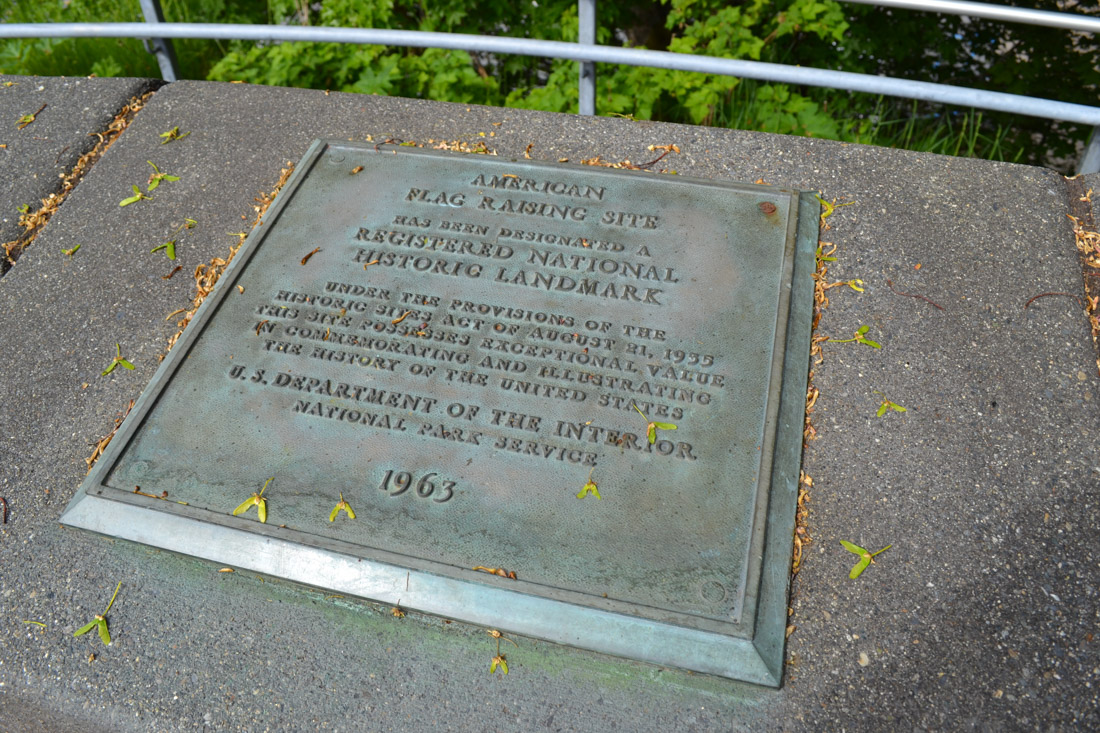 AMERICAN
FLAG RAISING SITE
HAS BEEN DESIGNATED A
REGISTERED NATIONAL
HISTORIC LANDMARK
UNDER THE PROVISIONS OF THE
HISTORIC SITES ACT OF AUGUST 21, 1935
THIS SITE POSSESSES EXCEPTIONAL VALUE
IN COMMEMORATING AND ILLUSTRATING
THE HISTORY OF THE UNITED STATES
U.S. DEPARTMENT OF THE INTERIOR
NATIONAL PARK SERVICE
1963